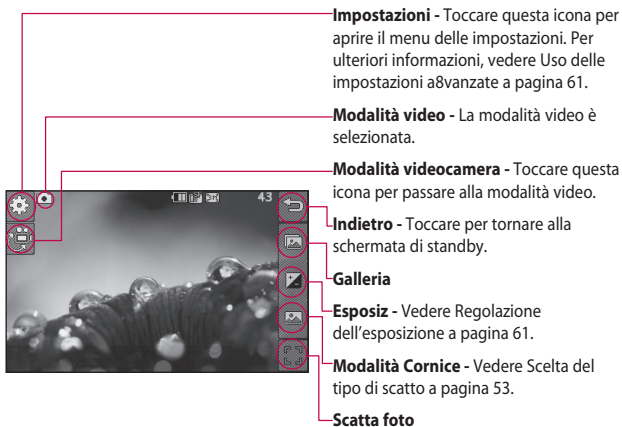 Impostazioni - Toccare questa icona per
aprire il menu delle impostazioni. Per
ulteriori informazioni, vedere Uso delle
impostazioni a8vanzate a pagina 61.
Modalità video - La modalità video è
selezionata.
Modalità videocamera - Toccare questa
icona per passare alla modalità video.
43
Indietro - Toccare per tornare alla
schermata di standby.
Galleria
Esposiz - Vedere Regolazione
dell'esposizione a pagina 61.
Modalità Cornice - Vedere Scelta del
tipo di scatto a pagina 53.
Scatta foto